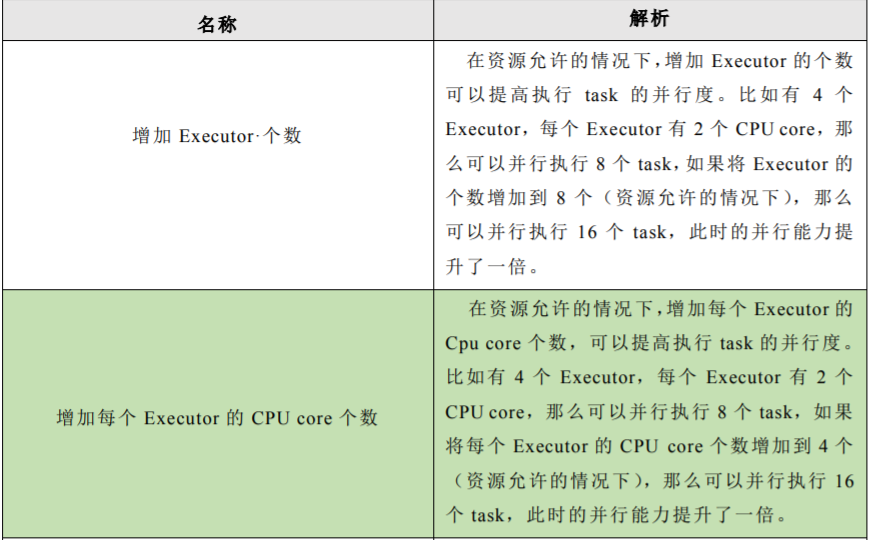 名称
解析
增加 Executor·个数
在资源允许的情况下,增加 Executor 的个数
可以提高执行 task 的并行度。比如有 4 个
Executor，每个 Executor 有 2 个 CPU core，那
么可以并行执行 8 个 task,如果将 Executor 的
个数增加到 8 个（资源允许的情况下），那么
可以并行执行 16 个 task，此时的并行能力提
升了一倍。
增加每个 Executor 的 CPU core 个数
在资源允许的情况下,增加每个 Executor 的
Cpu core 个数，可以提高执行 task 的并行度。
比如有 4 个 Executor，每个 Executor 有 2 个
CPU core，那么可以并行执行 8 个 task，如果
将每个 Executor 的 CPU core 个数增加到 4 个
（资源允许的情况下），那么可以并行执行 16
个 task，此时的并行能力提升了一倍。